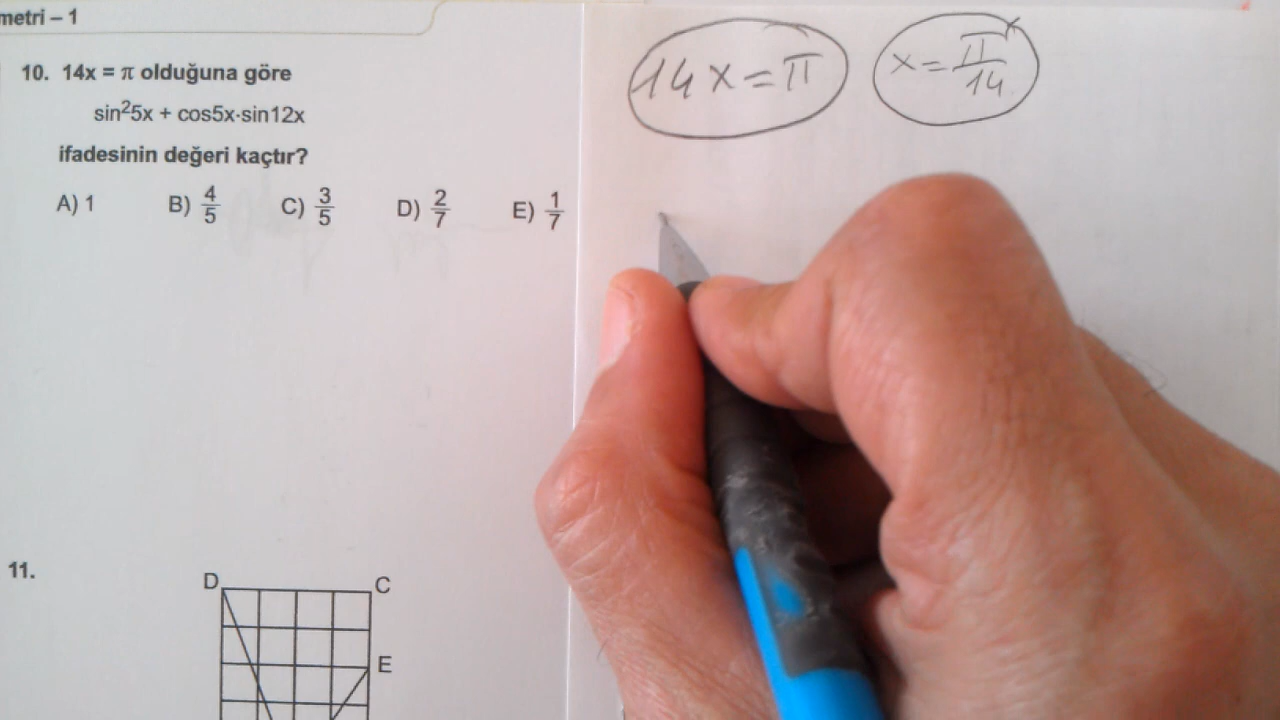 metri – 1
10. 14x = π olduğuna göre
sin²5x + cos5x·sin12x
ifadesinin değeri kaçtır?
A) 1 B) 4/5 C) 3/5 D) 2/7 E) 1/7
14x = π x = π/14
11.
D C
E